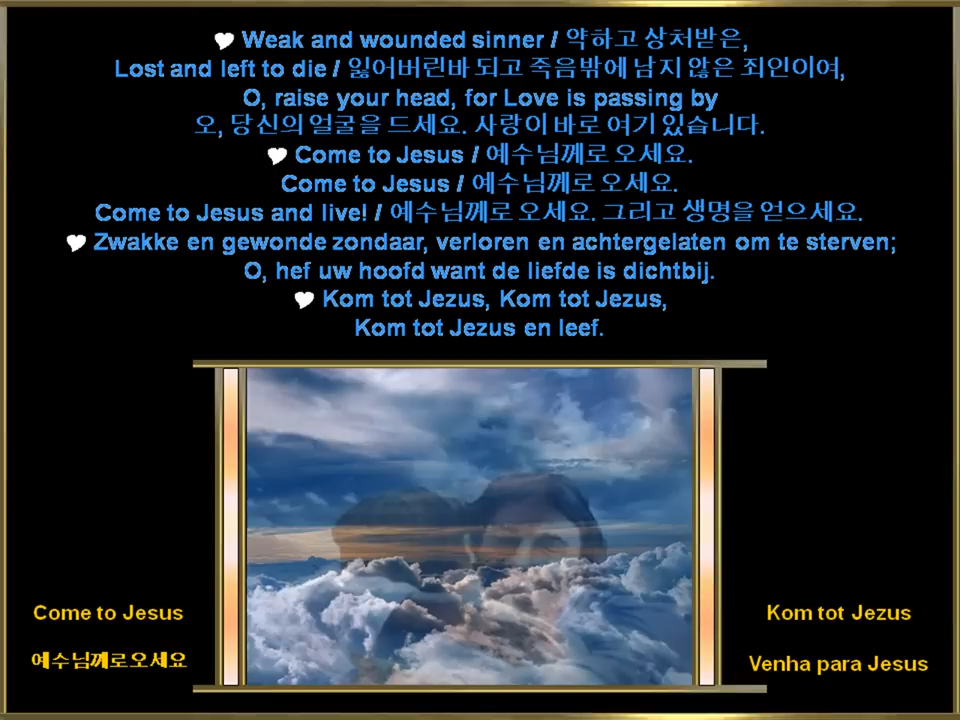 Weak and wounded sinner / 약하고 상처받은,
Lost and left to die / 잃어버린바 되고 죽음밖에 남지 않은 죄인이여,
O, raise your head, for Love is passing by
오, 당신의 얼굴을 드세요. 사랑이 바로 여기 있습니다.
Come to Jesus / 예수님께로 오세요.
Come to Jesus / 예수님께로 오세요.
Come to Jesus and live! / 예수님께로 오세요. 그리고 생명을 얻으세요.
Zwakke en gewonde zondaar, verloren en achtergelaten om te sterven;
O, hef uw hoofd want de liefde is dichtbij.
Kom tot Jezus, Kom tot Jezus,
Kom tot Jezus en leef.
Come to Jesus
예수님께로오세요
Kom tot Jezus
Venha para Jesus